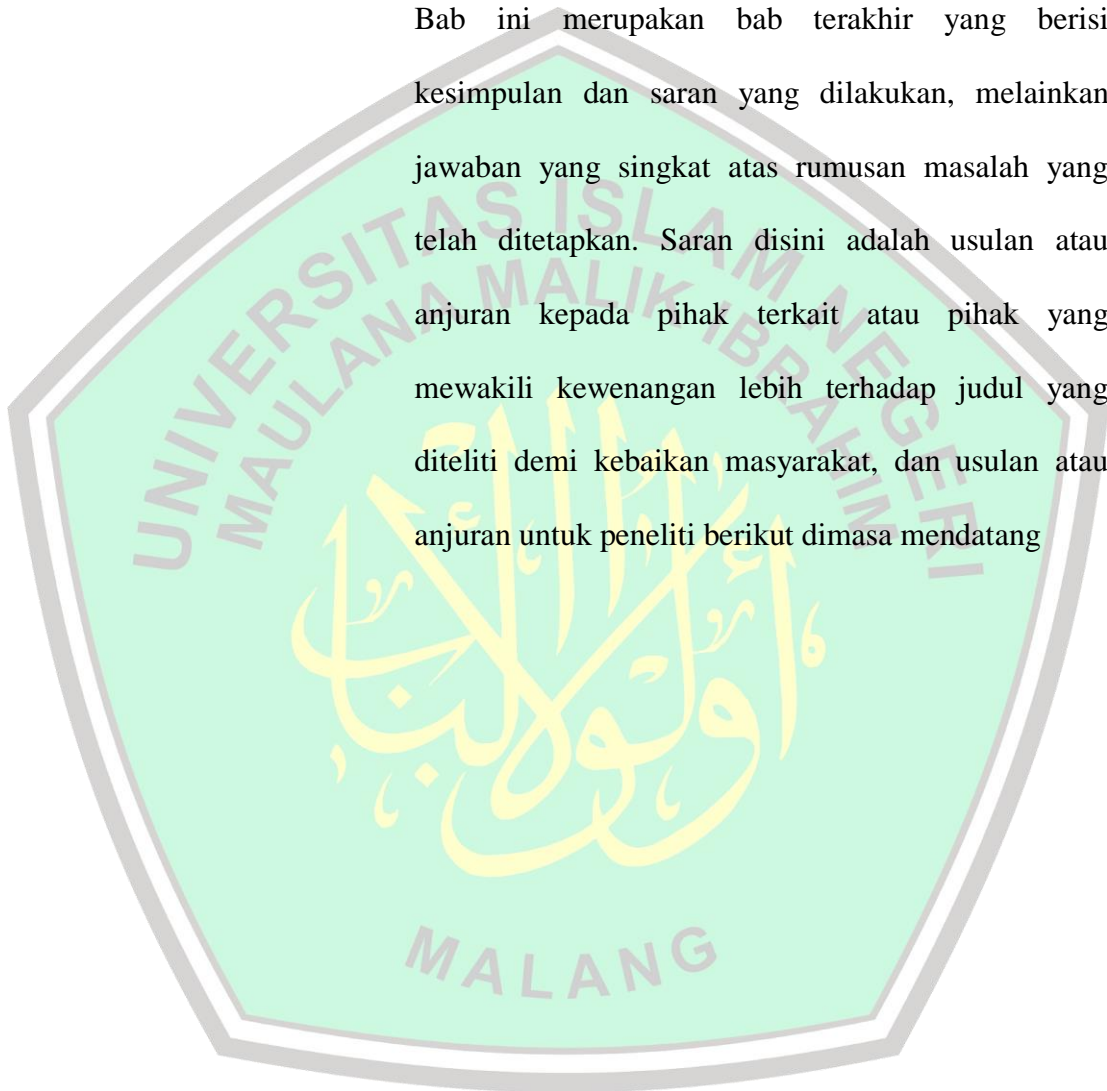 Bab ini merupakan bab terakhir yang berisi
kesimpulan dan saran yang dilakukan, melainkan
jawaban yang singkat atas rumusan masalah yang
telah ditetapkan. Saran disini adalah usulan atau
anjuran kepada pihak terkait atau pihak yang
mewakili kewenangan lebih terhadap judul yang
diteliti demi kebaikan masyarakat, dan usulan atau
anjuran untuk peneliti berikut dimasa mendatang
UNIVERSITAS ISLAM NEGERI
MAULANA MALIK IBRAHIM
أولو الألباب
MALANG